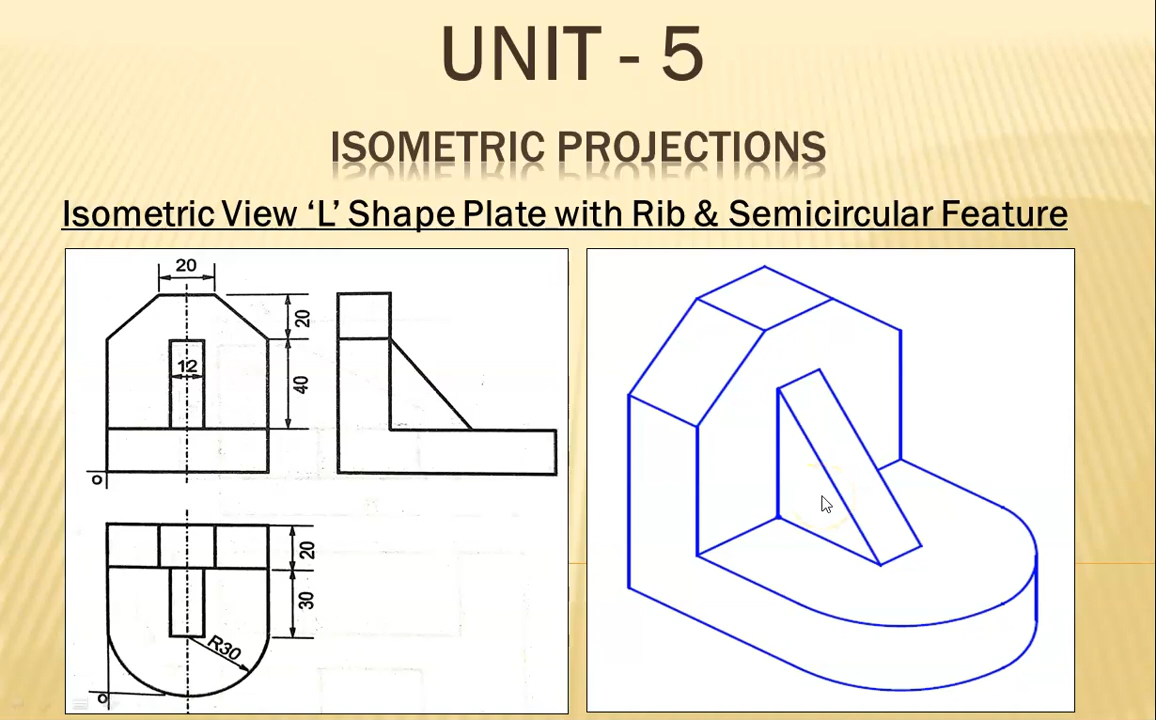 UNIT - 5
ISOMETRIC PROJECTIONS
Isometric View ‘L’ Shape Plate with Rib & Semicircular Feature
20
20
12
40
O
20
30
R30
O